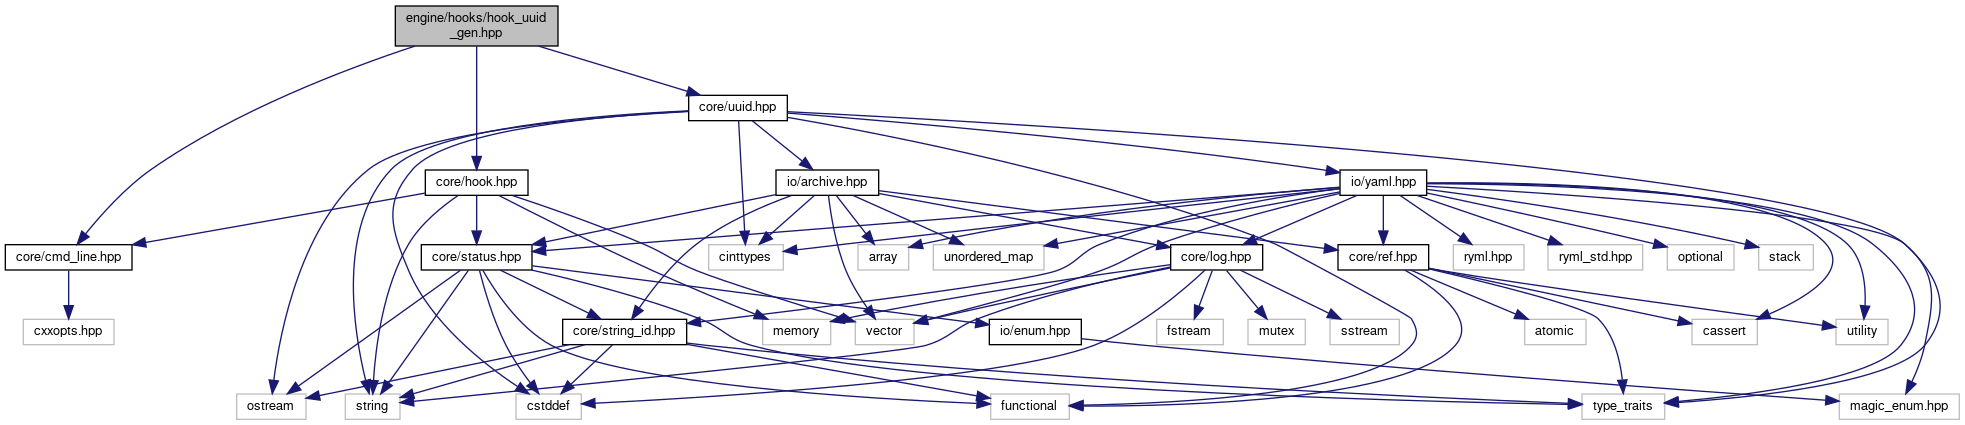 engine/hooks/hook_uuid
_gen.hpp
core/uuid.hpp
core/hook.hpp
io/archive.hpp
io/yaml.hpp
core/cmd_line.hpp
core/status.hpp
cinttypes
array
unordered_map
core/log.hpp
core/ref.hpp
ryml.hpp
ryml_std.hpp
optional
stack
cxxopts.hpp
core/string_id.hpp
memory
vector
io/enum.hpp
fstream
mutex
sstream
atomic
cassert
utility
ostream
string
cstddef
functional
type_traits
magic_enum.hpp